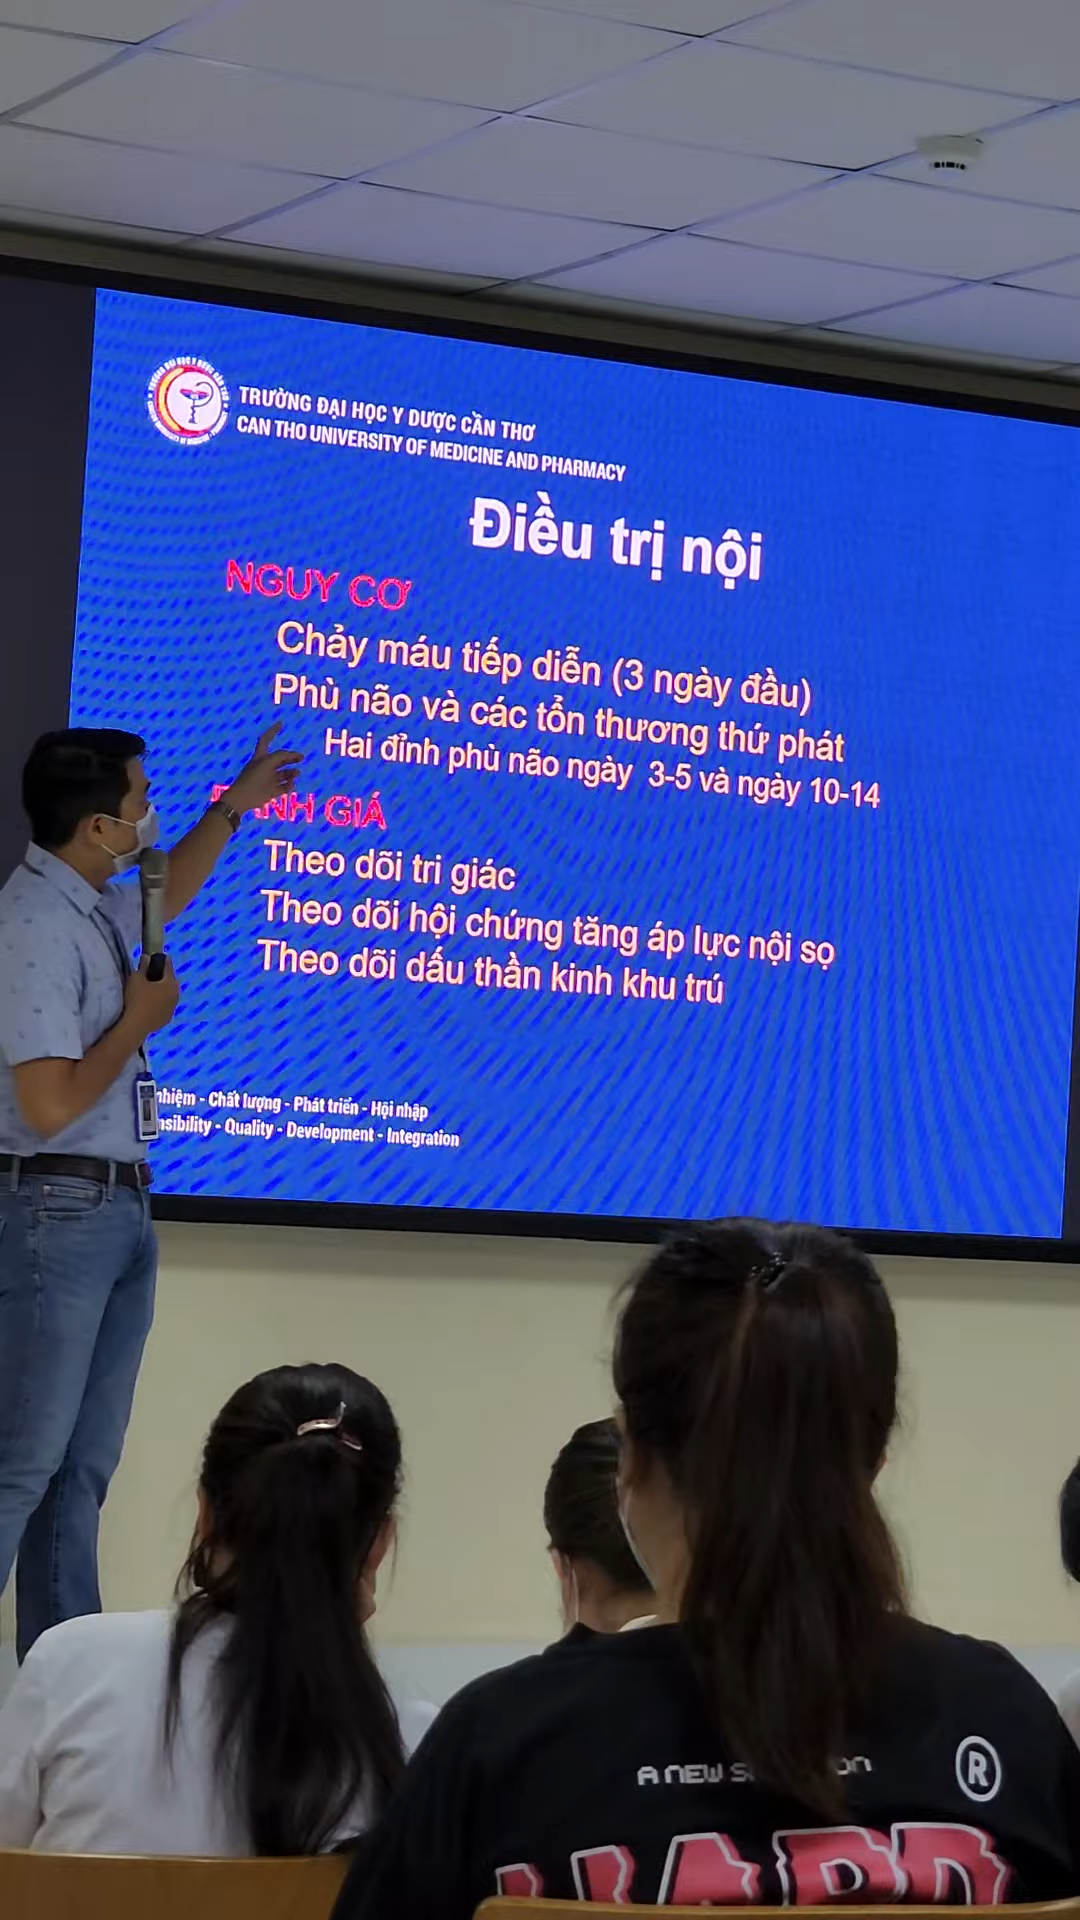 TRƯỜNG ĐẠI HỌC Y DƯỢC CẦN THƠ
CAN THO UNIVERSITY OF MEDICINE AND PHARMACY
Điều trị nội
NGUY CƠ
Chảy máu tiếp diễn (3 ngày đầu)
Phù não và các tổn thương thứ phát
Hai đỉnh phù não ngày 3-5 và ngày 10-14
GIÁ
Theo dõi tri giác
Theo dõi hội chứng tăng áp lực nội sọ
Theo dõi dấu thần kinh khu trú
- Chất lượng - Phát triển - Hội nhập
- Quality - Development - Integration
A NEW
®